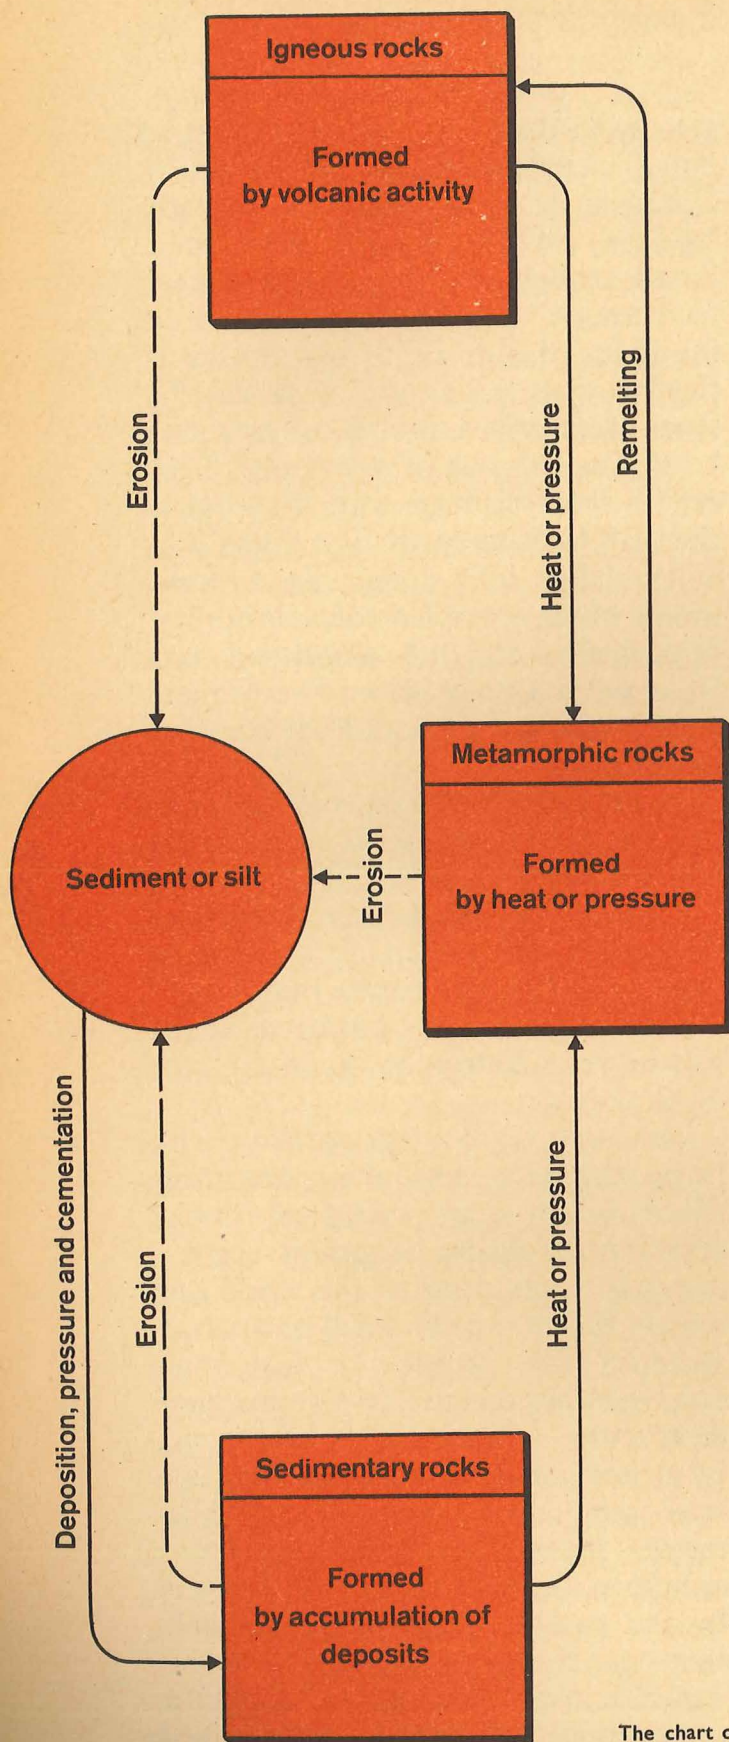 Igneous rocks
Formed
by volcanic activity
Erosion
Heat or pressure
Remelting
Sediment or silt
Erosion
Metamorphic rocks
Formed
by heat or pressure
Deposition, pressure and cementation
Erosion
Heat or pressure
Sedimentary rocks
Formed
by accumulation of
deposits
The chart